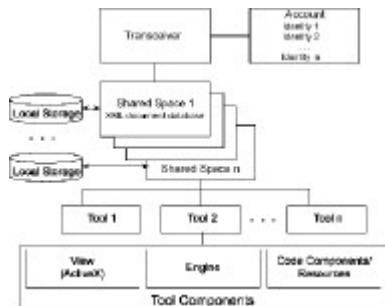 Account
Identity 1
Identity 2
...
Identity n
Transceiver
Shared Space 1
XML document database
Local Storage
. . .
Local Storage
Shared Space n
Tool 1
Tool 2
. . .
Tool n
View
(ActiveX)
Engine
Code Components/
Resources
Tool Components